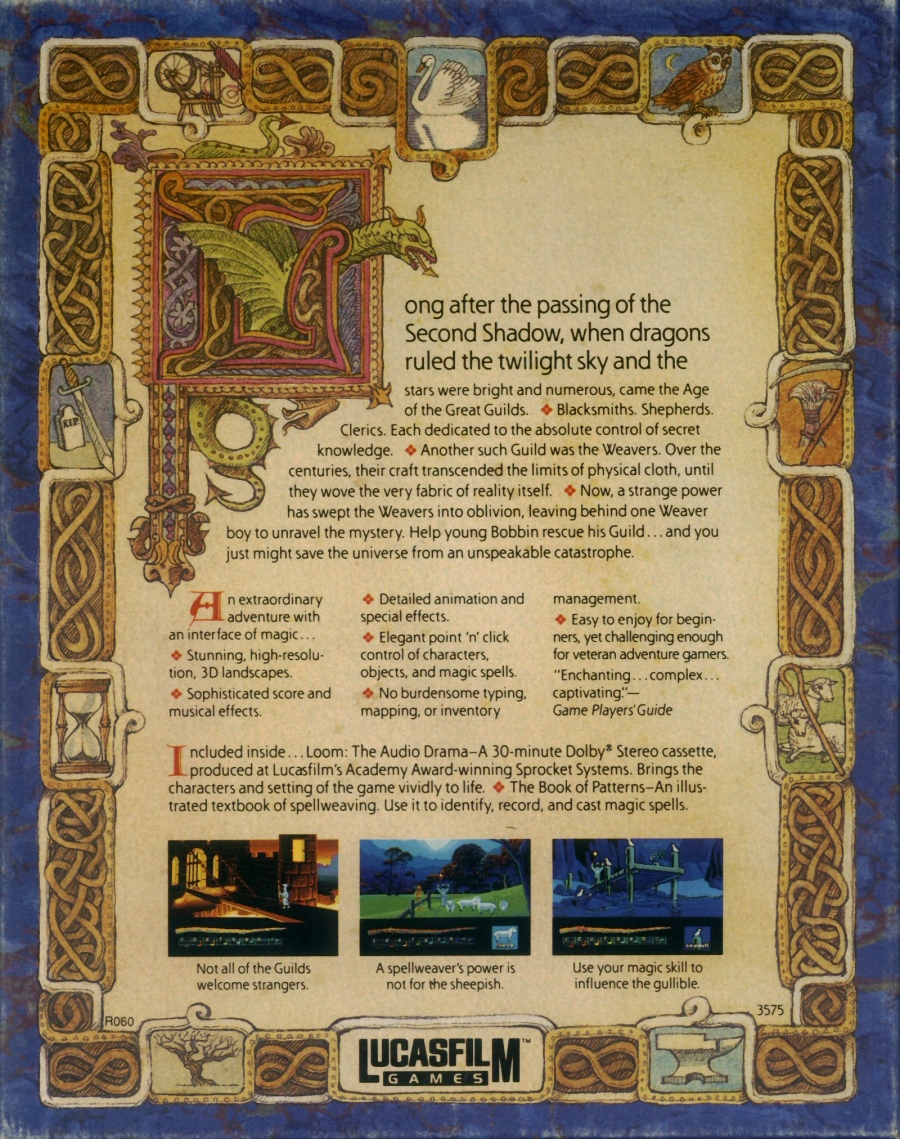 Long after the passing of the
Second Shadow, when dragons
ruled the twilight sky and the
stars were bright and numerous, came the Age
of the Great Guilds. ❖ Blacksmiths. Shepherds.
Clerics. Each dedicated to the absolute control of secret
knowledge. ❖ Another such Guild was the Weavers. Over the
centuries, their craft transcended the limits of physical cloth, until
they wove the very fabric of reality itself. ❖ Now, a strange power
has swept the Weavers into oblivion, leaving behind one Weaver
boy to unravel the mystery. Help young Bobbin rescue his Guild...and you
just might save the universe from an unspeakable catastrophe.
An extraordinary
adventure with
an interface of magic...
❖ Stunning, high-resolu-
tion, 3D landscapes.
❖ Sophisticated score and
musical effects.
❖ Detailed animation and
special effects.
❖ Elegant point 'n' click
control of characters,
objects, and magic spells.
❖ No burdensome typing,
mapping, or inventory
management.
❖ Easy to enjoy for begin-
ners, yet challenging enough
for veteran adventure gamers.
"Enchanting...complex...
captivating."—
Game Players' Guide
Included inside...Loom: The Audio Drama–A 30-minute Dolby® Stereo cassette,
produced at Lucasfilm's Academy Award-winning Sprocket Systems. Brings the
characters and setting of the game vividly to life. ❖ The Book of Patterns–An illus-
trated textbook of spellweaving. Use it to identify, record, and cast magic spells.
Not all of the Guilds
welcome strangers.
A spellweaver's power is
not for the sheepish.
Use your magic skill to
influence the gullible.
RIP
R060
3575
LUCASFILM™
GAMES